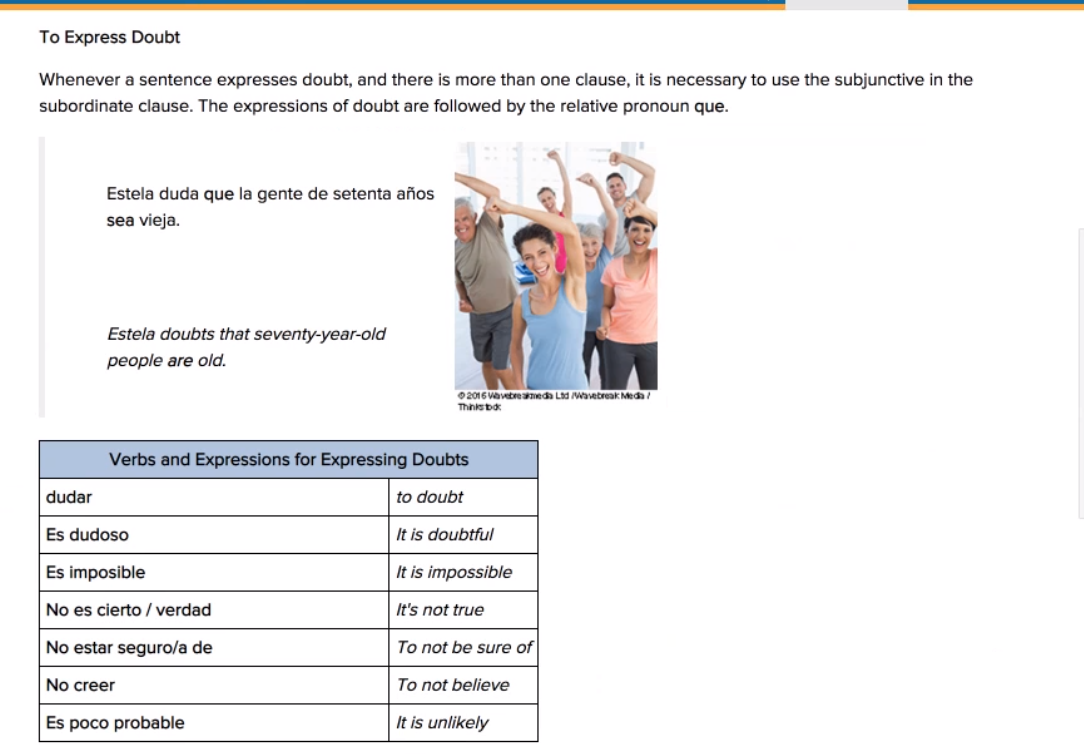 To Express Doubt
Whenever a sentence expresses doubt, and there is more than one clause, it is necessary to use the subjunctive in the
subordinate clause. The expressions of doubt are followed by the relative pronoun que.
Estela duda que la gente de setenta años
sea vieja.
Estela doubts that seventy-year-old
people are old.
© 2016 Wavebreakmedia Ltd /Wavebreak Media /
Thinkstock
Verbs and Expressions for Expressing Doubts
dudar to doubt
Es dudoso It is doubtful
Es imposible It is impossible
No es cierto / verdad It's not true
No estar seguro/a de To not be sure of
No creer To not believe
Es poco probable It is unlikely